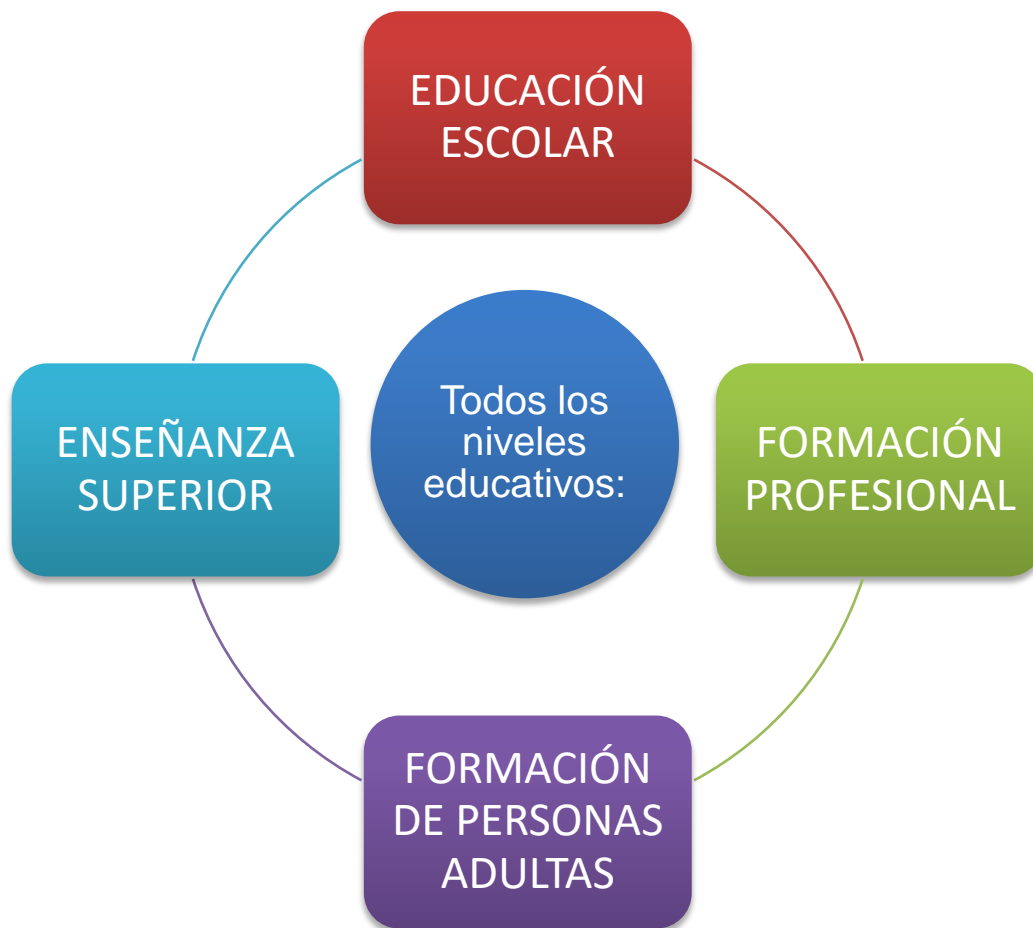 EDUCACIÓN
ESCOLAR
ENSEÑANZA
SUPERIOR
Todos los
niveles
educativos:
FORMACIÓN
PROFESIONAL
FORMACIÓN
DE PERSONAS
ADULTAS